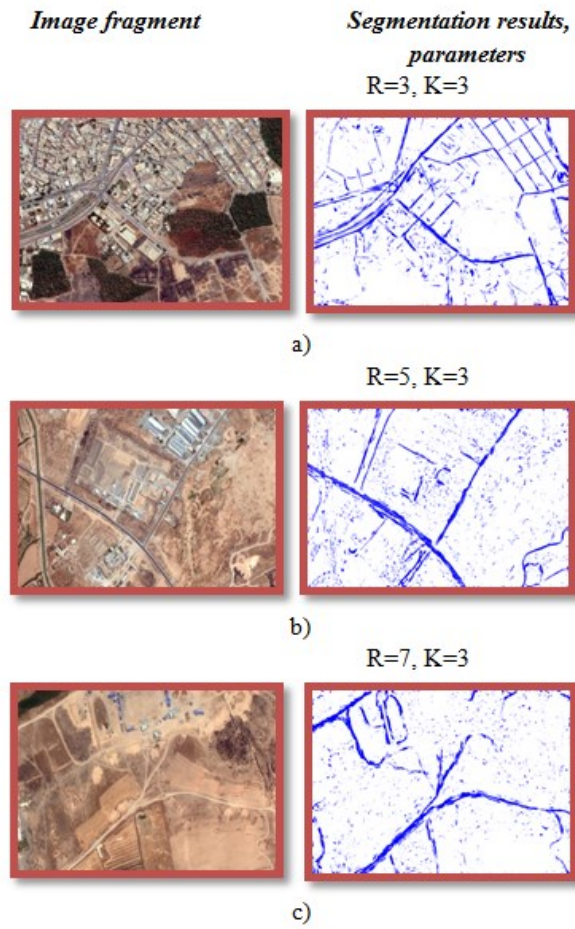 Image fragment
Segmentation results,
parameters
R=3, K=3
a)
R=5, K=3
b)
R=7, K=3
c)